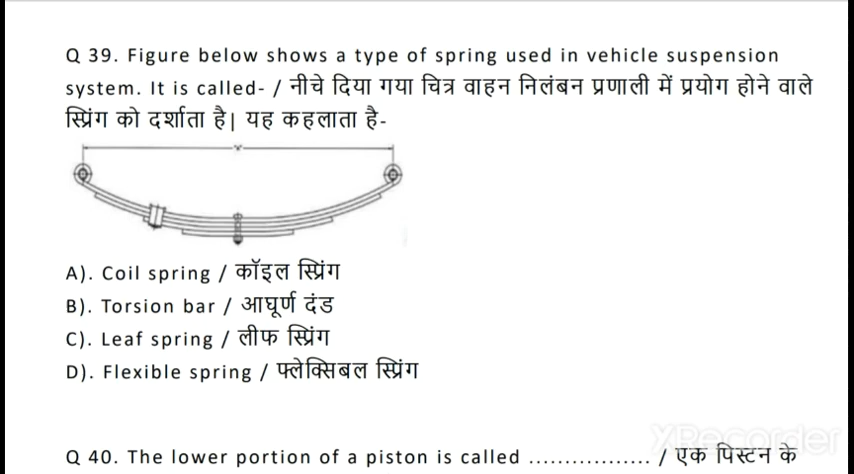 Q 39. Figure below shows a type of spring used in vehicle suspension
system. It is called- / नीचे दिया गया चित्र वाहन निलंबन प्रणाली में प्रयोग होने वाले
स्प्रिंग को दर्शाता है| यह कहलाता है-
A). Coil spring / कॉइल स्प्रिंग
B). Torsion bar / आघूर्ण दंड
C). Leaf spring / लीफ स्प्रिंग
D). Flexible spring / फ्लेक्सिबल स्प्रिंग
XRecorder
Q 40. The lower portion of a piston is called ................. / एक पिस्टन के